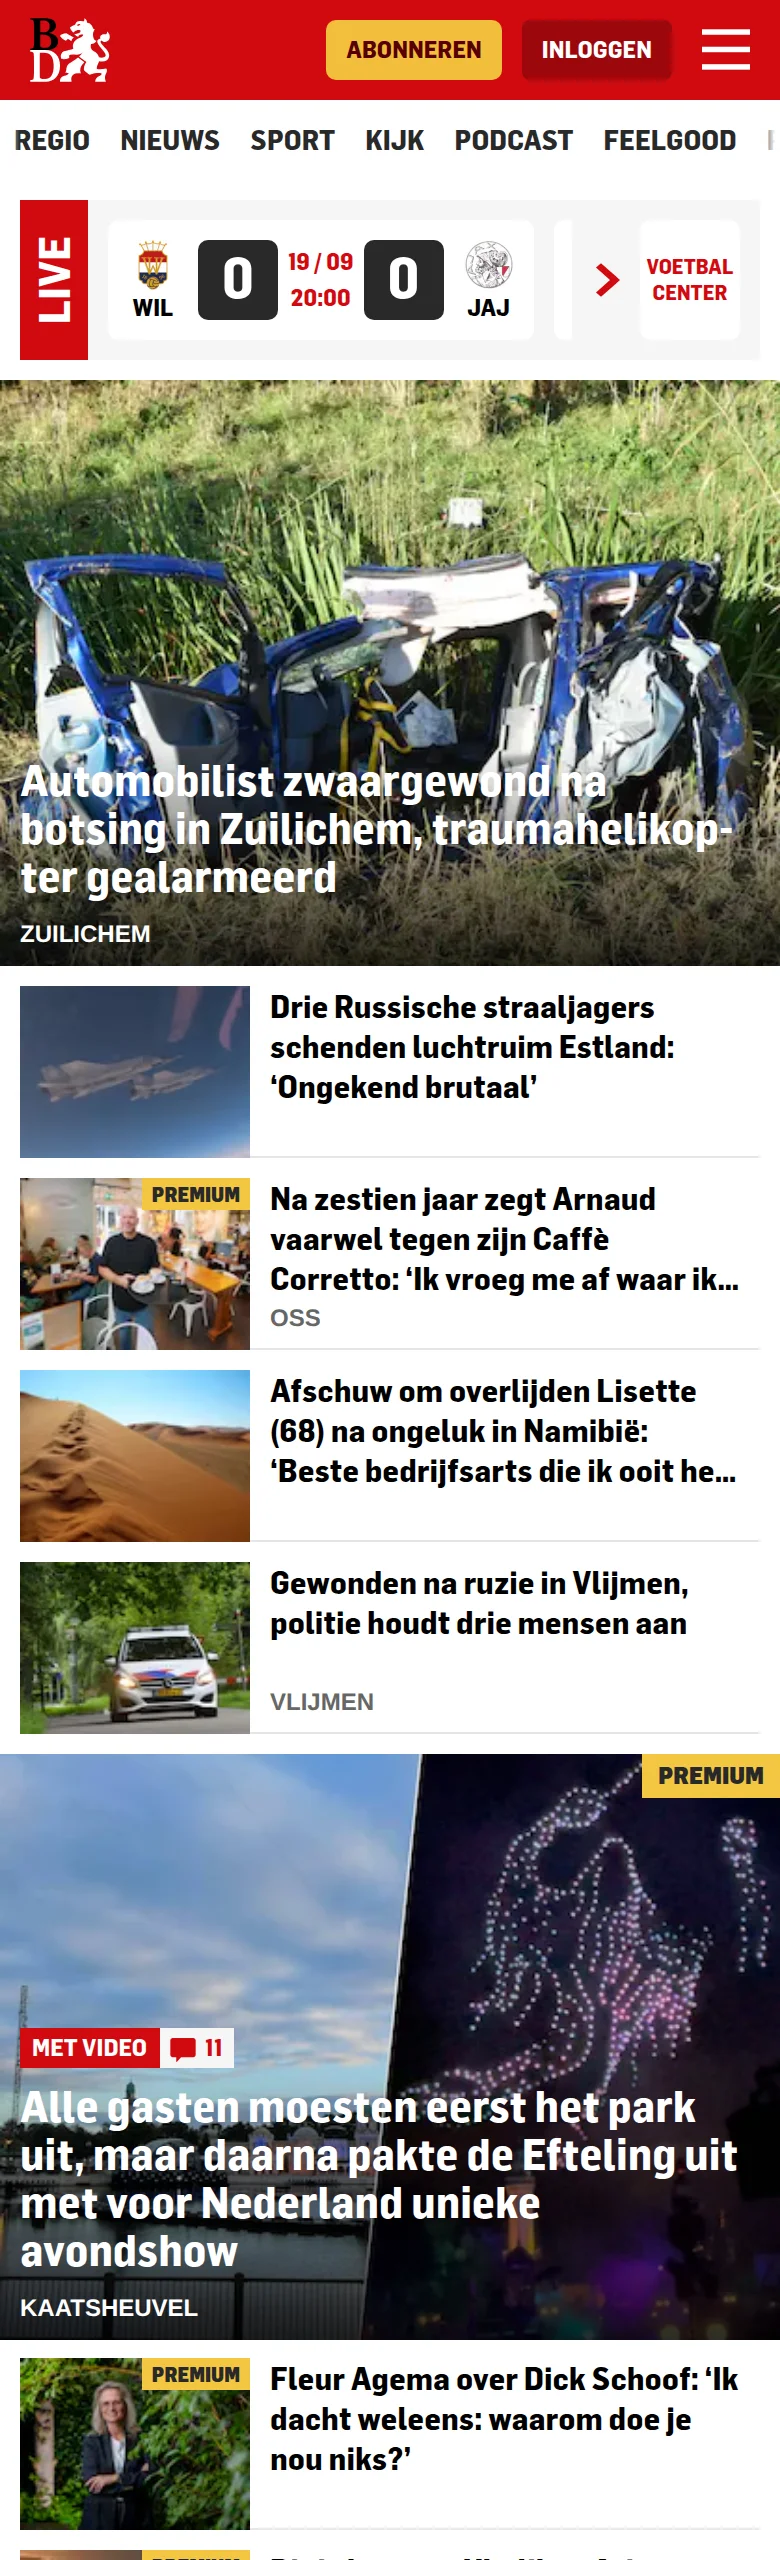 BD
ABONNEREN
INLOGGEN
REGIO NIEUWS SPORT KIJK PODCAST FEELGOOD
LIVE
WIL
0
19 / 09
20:00
0
JAJ
VOETBAL
CENTER
Automobilist zwaargewond na
botsing in Zuilichem, traumahelikop-
ter gealarmeerd
ZUILICHEM
Drie Russische straaljagers
schenden luchtruim Estland:
‘Ongekend brutaal’
PREMIUM
Na zestien jaar zegt Arnaud
vaarwel tegen zijn Caffè
Corretto: ‘Ik vroeg me af waar ik...
OSS
Afschuw om overlijden Lisette
(68) na ongeluk in Namibië:
‘Beste bedrijfsarts die ik ooit he...
Gewonden na ruzie in Vlijmen,
politie houdt drie mensen aan
VLIJMEN
PREMIUM
MET VIDEO
11
Alle gasten moesten eerst het park
uit, maar daarna pakte de Efteling uit
met voor Nederland unieke
avondshow
KAATSHEUVEL
PREMIUM
Fleur Agema over Dick Schoof: ‘Ik
dacht weleens: waarom doe je
nou niks?’